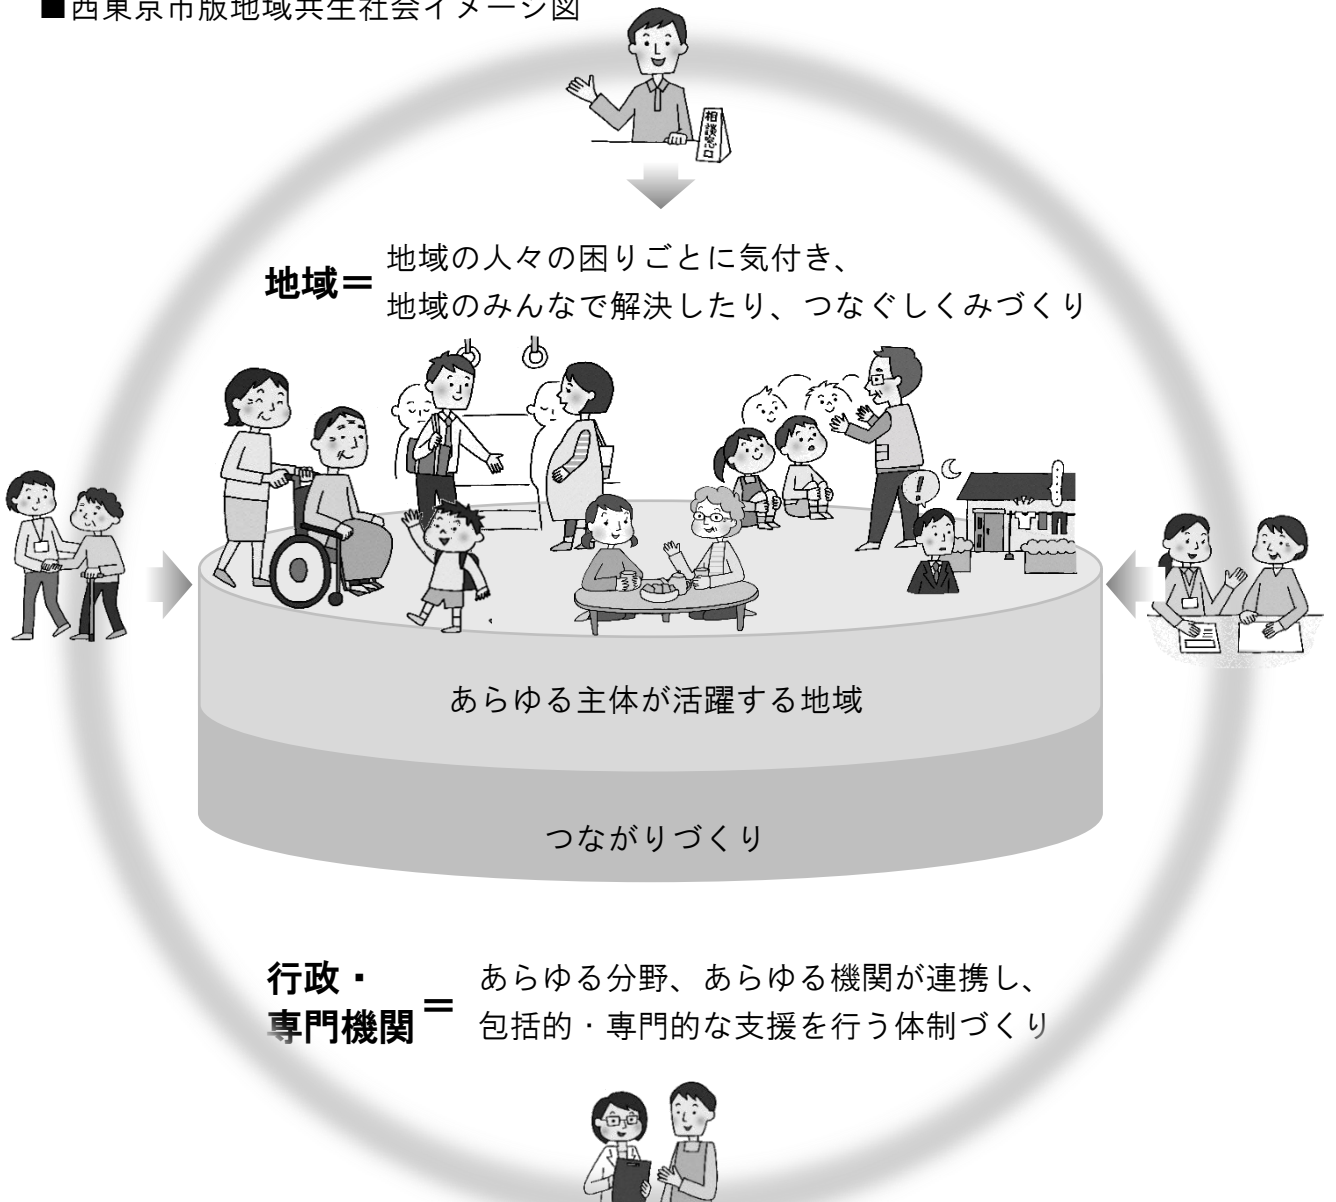 ■西東京市版地域共生社会イメージ図
相談窓口
地域＝
地域の人々の困りごとに気付き、
地域のみんなで解決したり、つなぐしくみづくり
！
あらゆる主体が活躍する地域
つながりづくり
行政・
専門機関＝
あらゆる分野、あらゆる機関が連携し、
包括的・専門的な支援を行う体制づくり